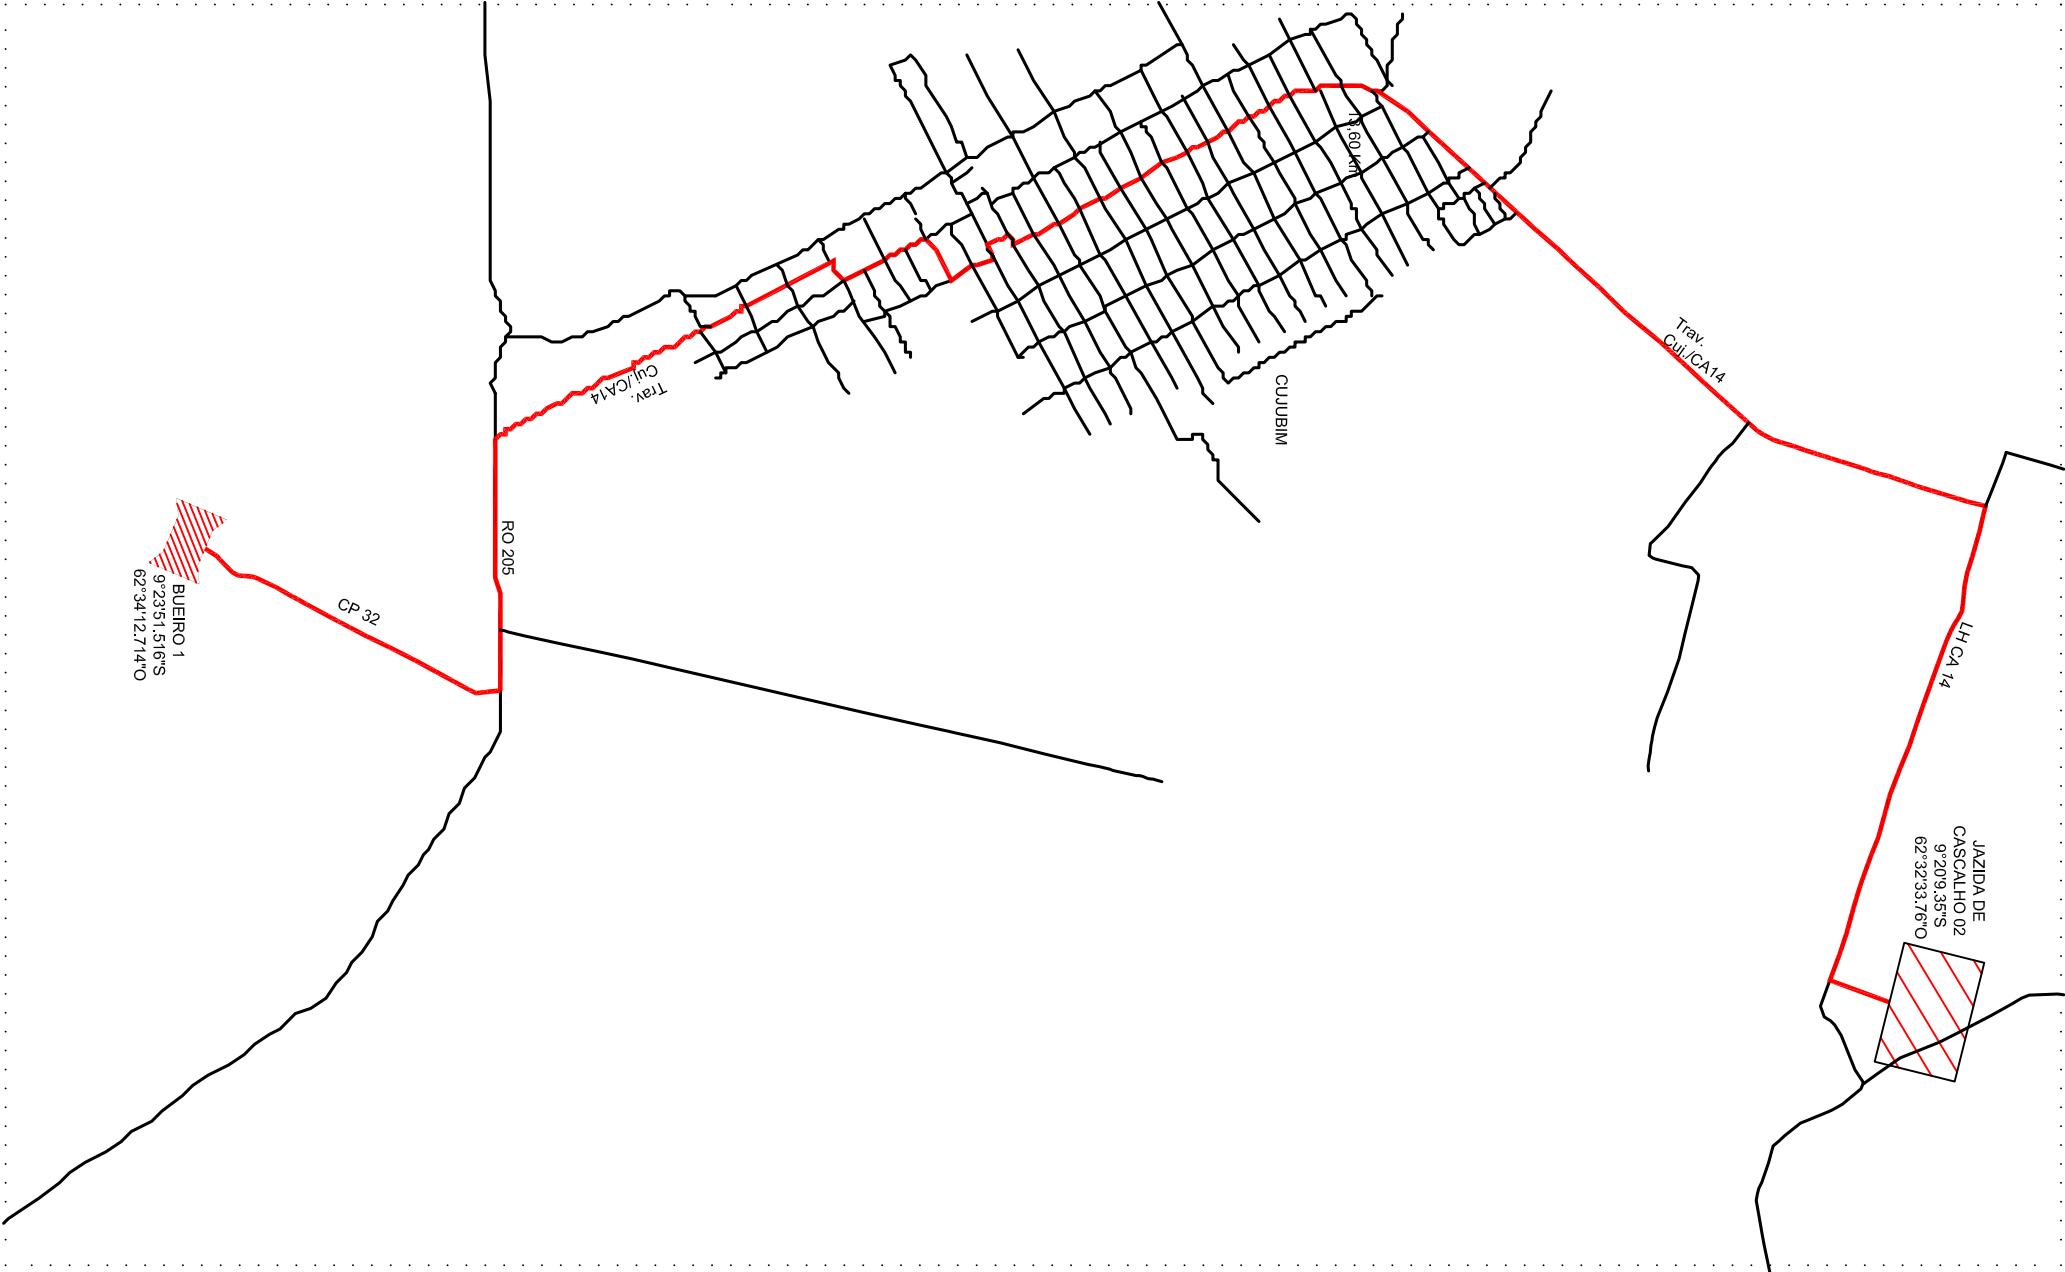 13,60 Km
Trav.
Cuj./CA14
Trav.
Cuj./CA14
CUJUBIM
RO 205
CP 32
BUEIRO 1
9°23'51.516"S
62°34'12.714"O
LH CA 14
JAZIDA DE
CASCALHO 02
9°20'9.35"S
62°32'33.76"O